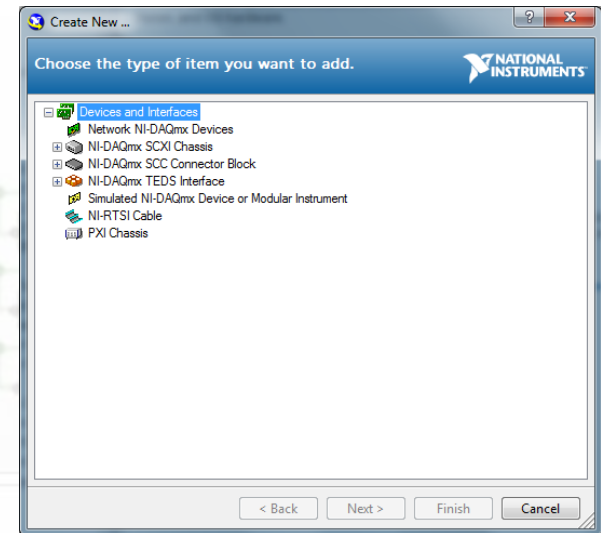 Create New ...
Choose the type of item you want to add.
NATIONAL
INSTRUMENTS
Devices and Interfaces
Network NI-DAQmx Devices
NI-DAQmx SCXI Chassis
NI-DAQmx SCC Connector Block
NI-DAQmx TEDS Interface
Simulated NI-DAQmx Device or Modular Instrument
NI-RTSI Cable
PXI Chassis
< Back
Next >
Finish
Cancel